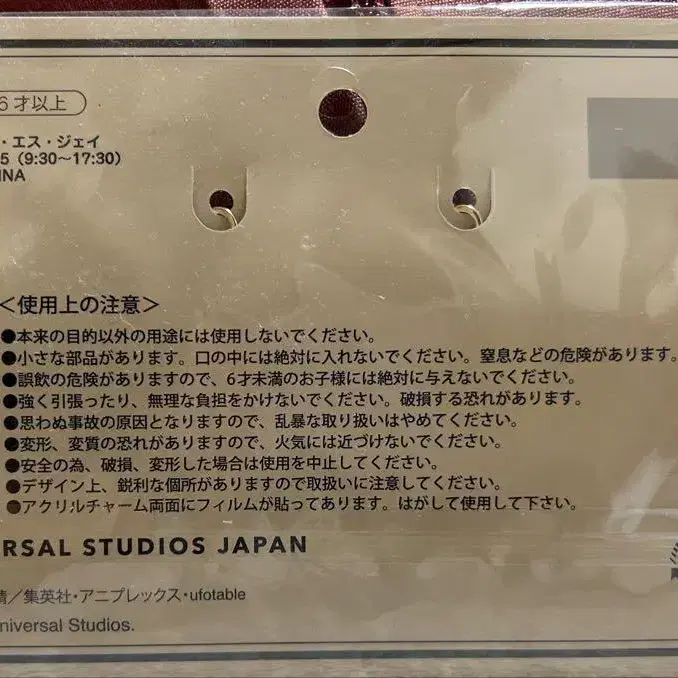 6才以上
・エス・ジェイ
5（9:30～17:30）
INA
＜使用上の注意＞
●本来の目的以外の用途には使用しないでください。
●小さな部品があります。口の中には絶対に入れないでください。窒息などの危険があります。
●誤飲の危険がありますので、6才未満のお子様には絶対に与えないでください。
●強く引張ったり、無理な負担をかけないでください。破損する恐れがあります。
●思わぬ事故の原因となりますので、乱暴な取り扱いはやめてください。
●変形、変質の恐れがありますので、火気には近づけないでください。
●安全の為、破損、変形した場合は使用を中止してください。
●デザイン上、鋭利な個所がありますので取扱いに注意してください。
●アクリルチャーム両面にフィルムが貼ってあります。はがして使用して下さい。
RSAL STUDIOS JAPAN
晴／集英社・アニプレックス・ufotable
niversal Studios.